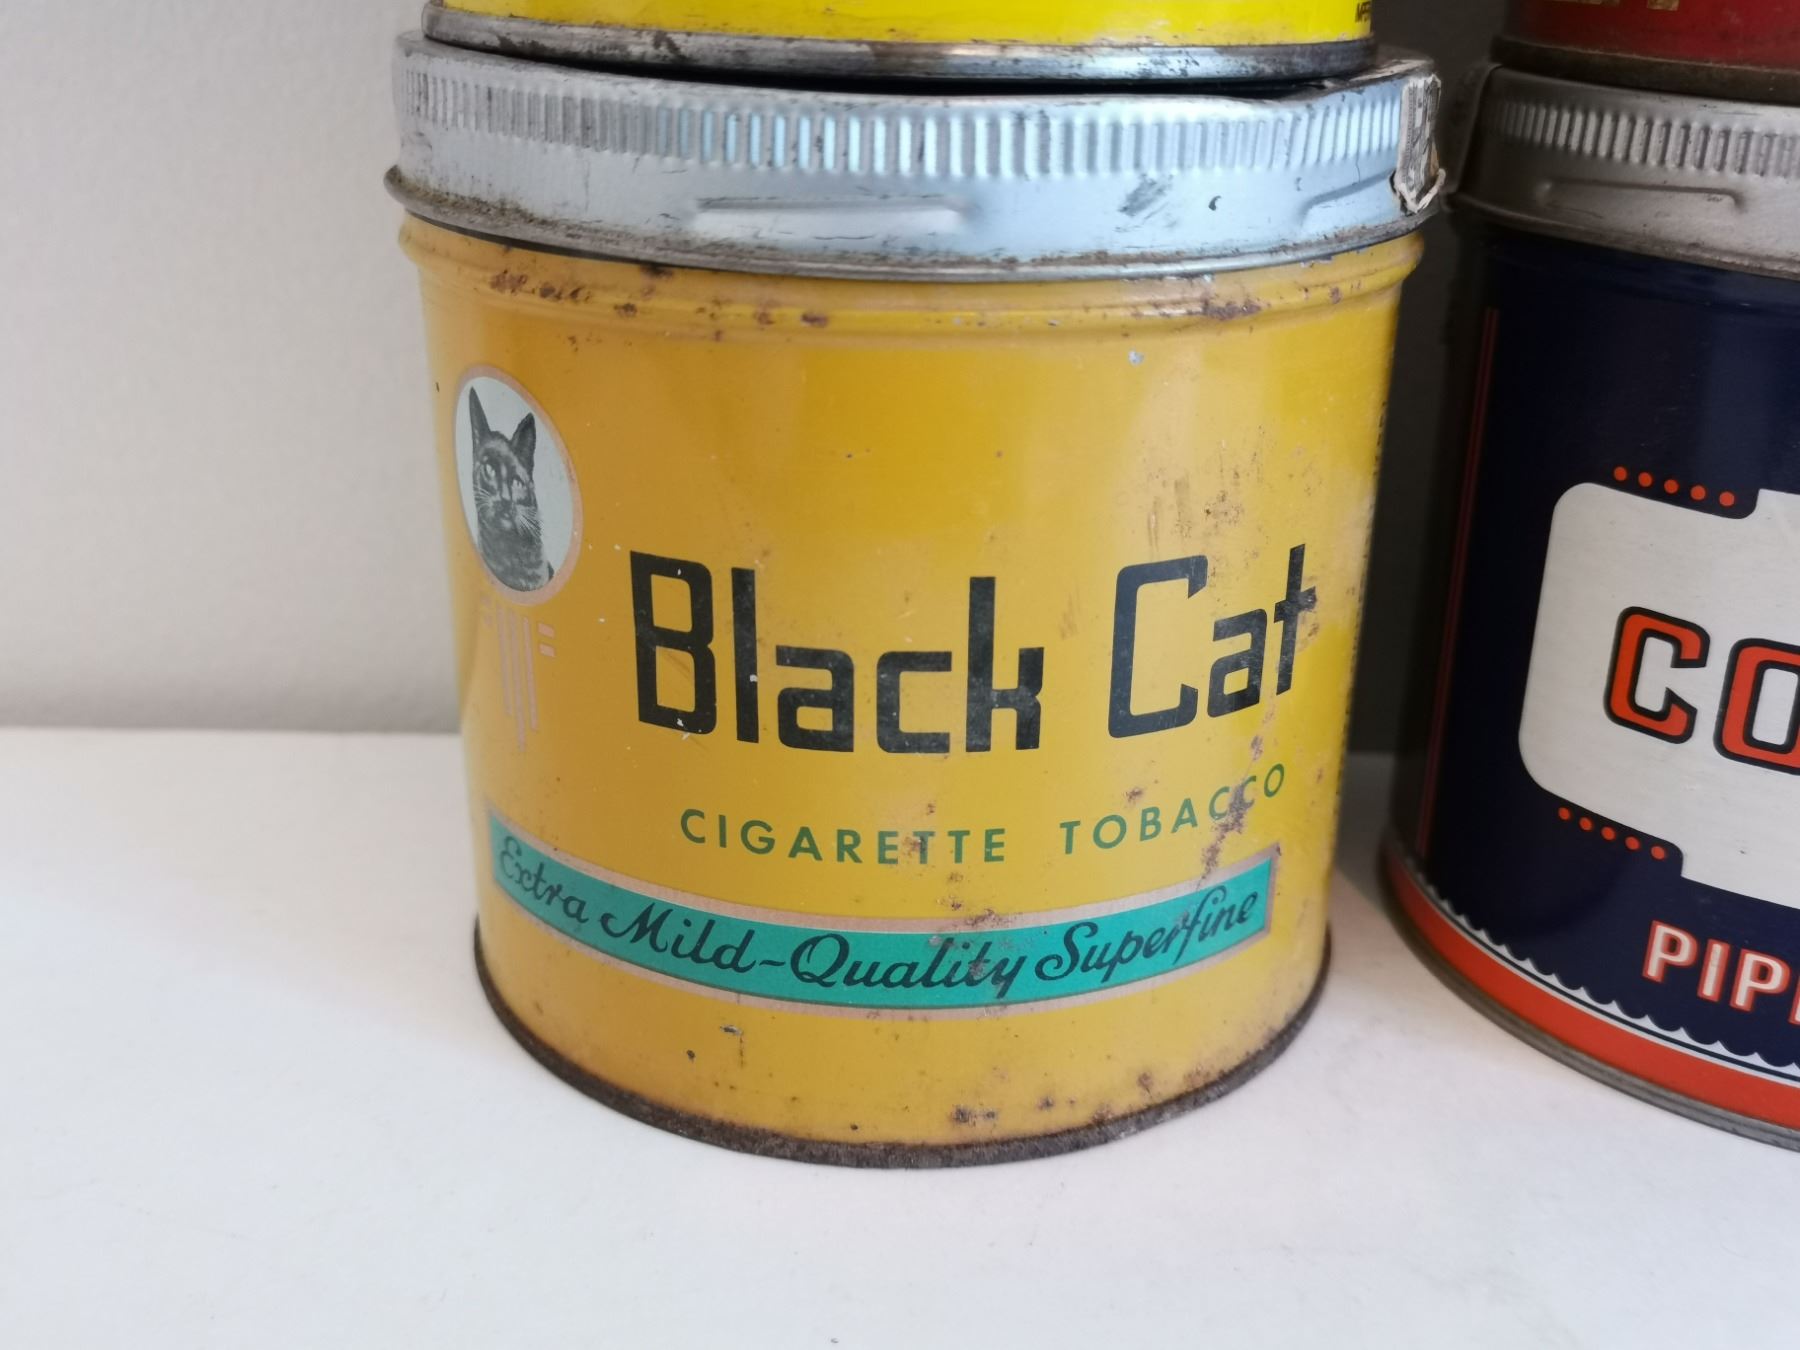 Black Cat
CIGARETTE TOBACCO
Extra Mild-Quality Superfine
CO
PIP